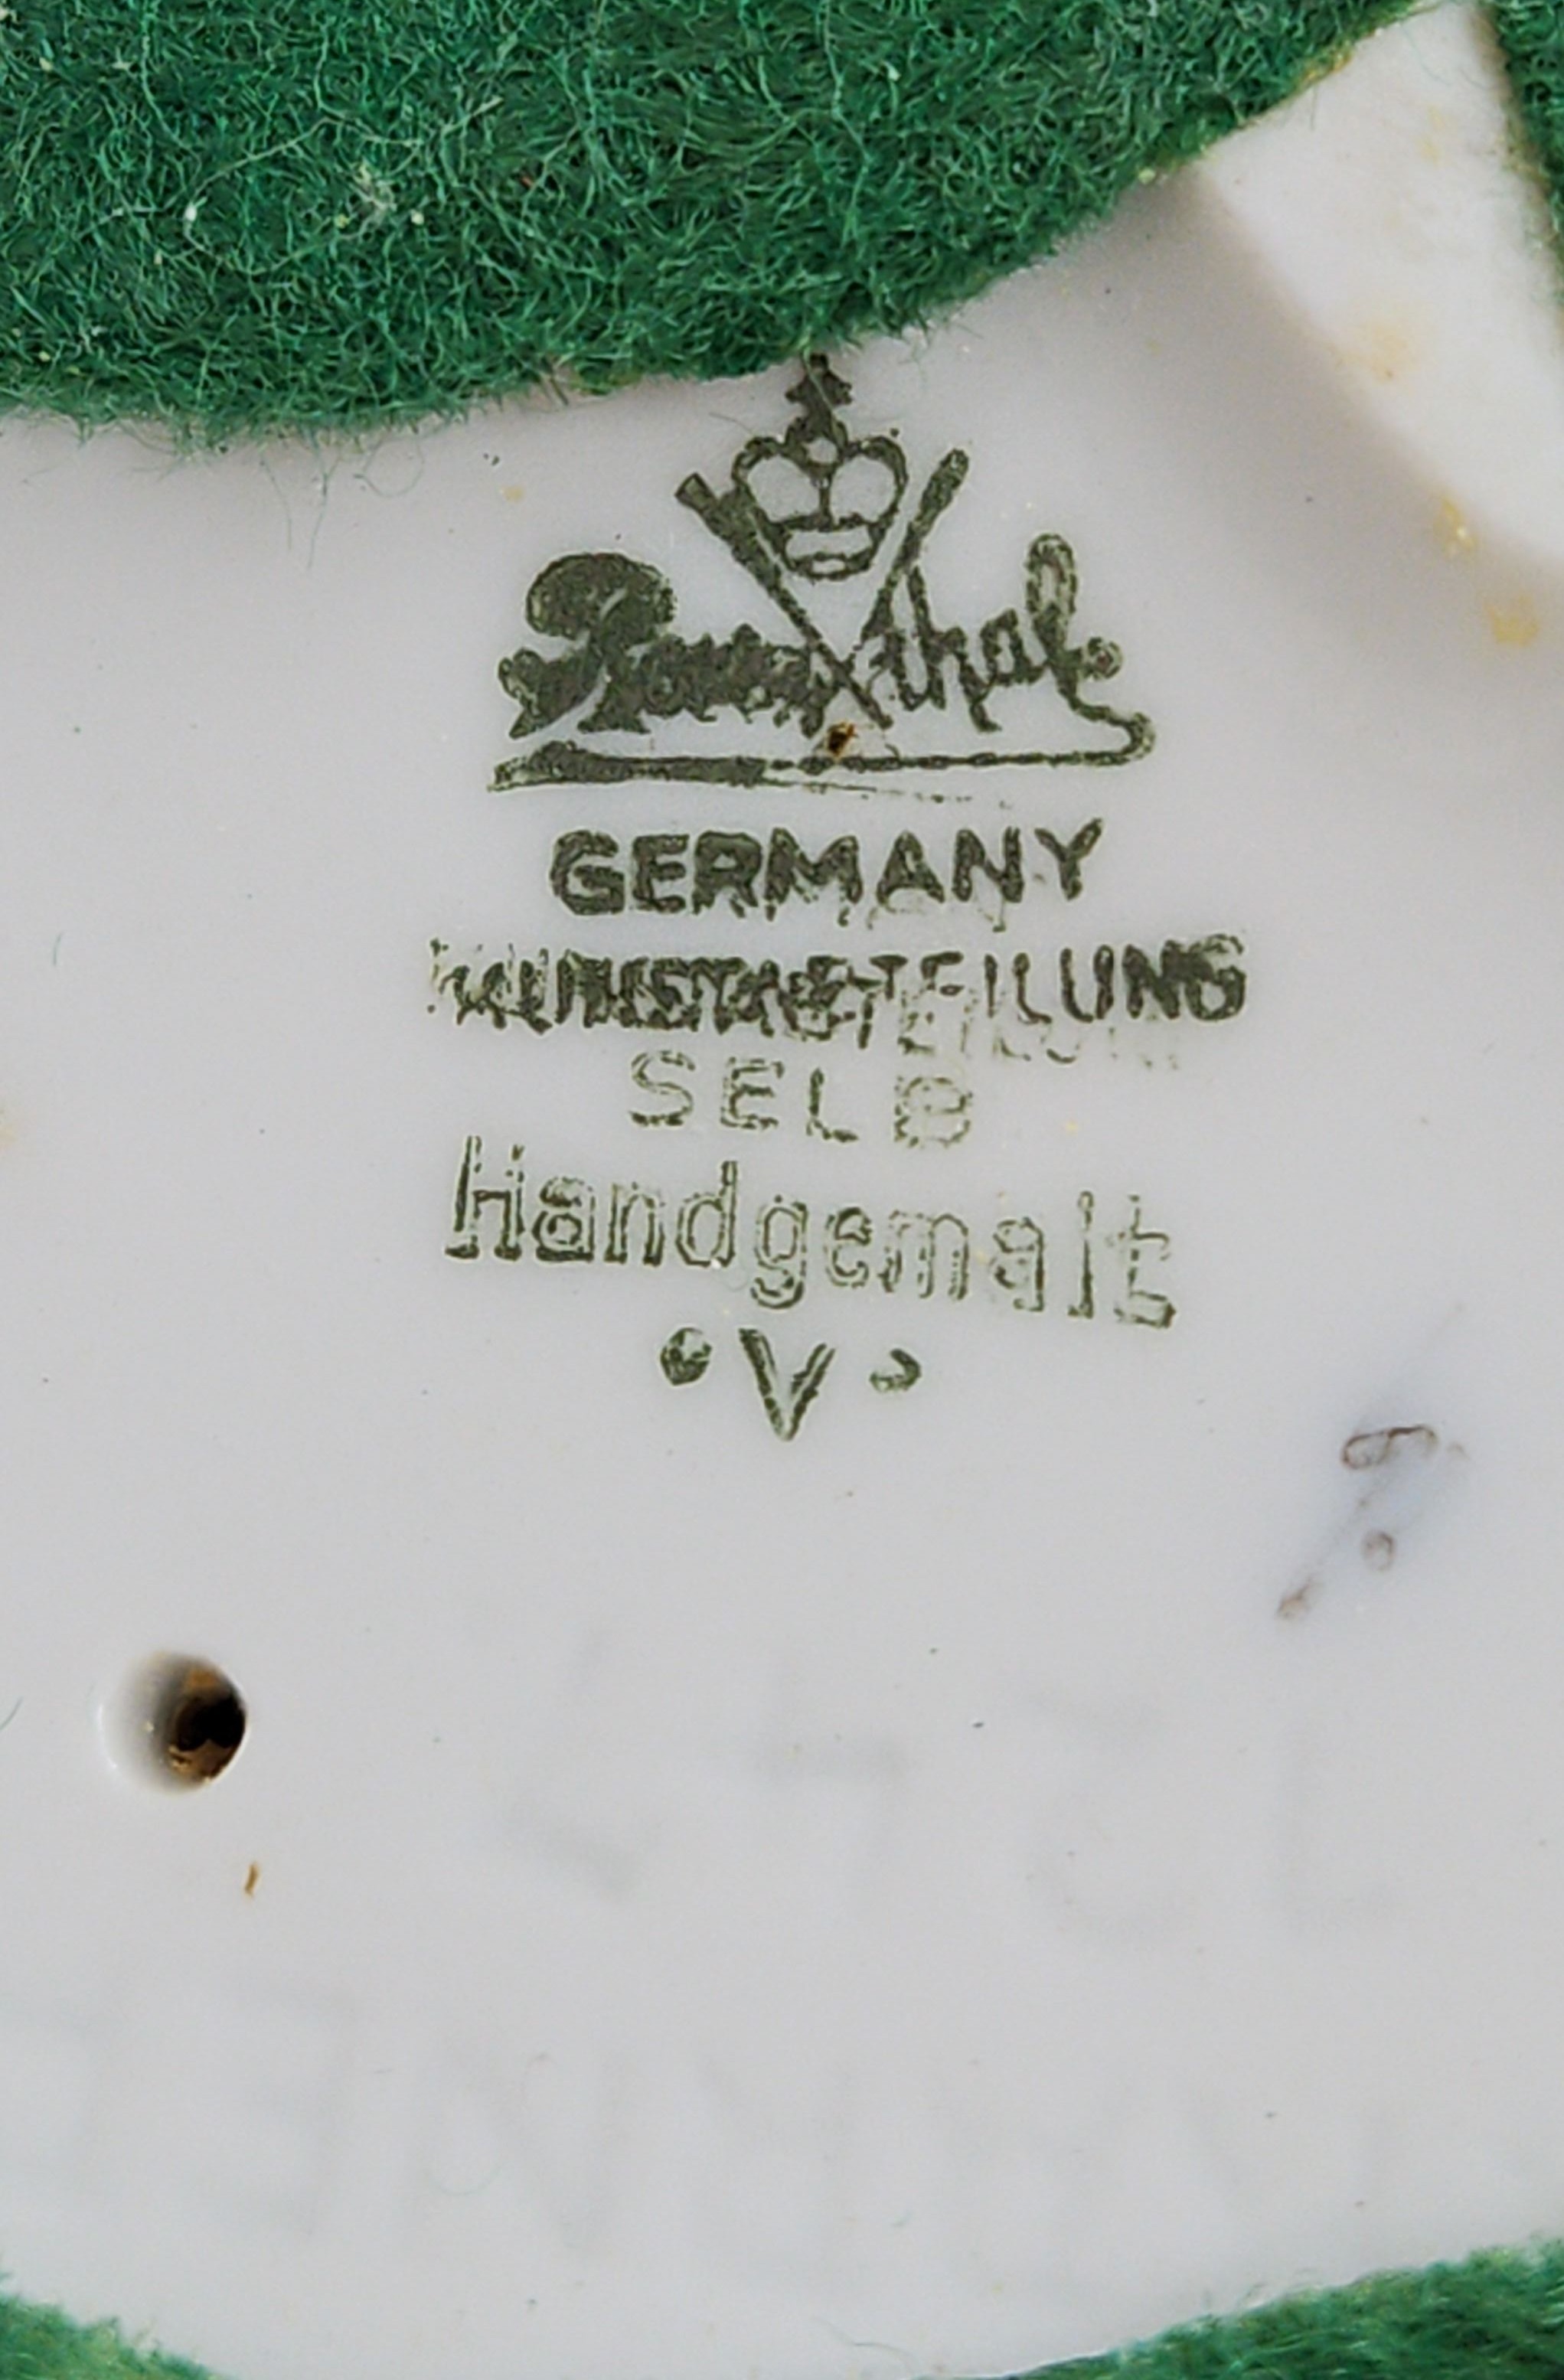 Rosenthal
GERMANY
KUNSTABTEILUNG
SELB
Handgemalt
• V •